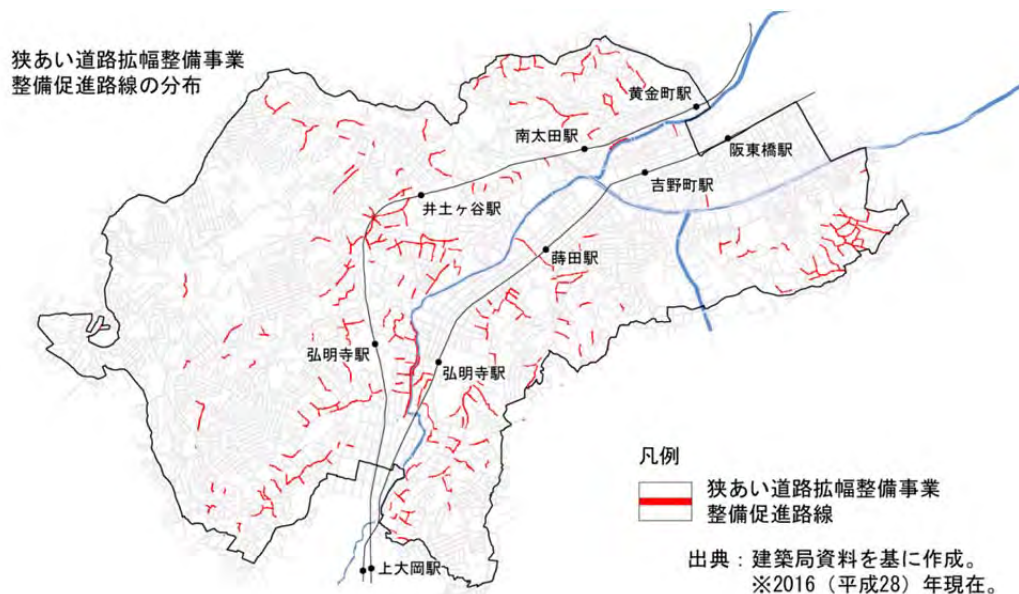 狭あい道路拡幅整備事業
整備促進路線の分布
黄金町駅
南太田駅
阪東橋駅
吉野町駅
井土ヶ谷駅
蒔田駅
弘明寺駅
弘明寺駅
上大岡駅
凡例
狭あい道路拡幅整備事業
整備促進路線
出典：建築局資料を基に作成。
※2016（平成28）年現在。